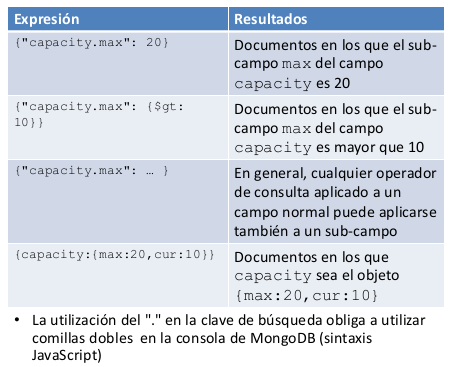 Expresión Resultados
{"capacity.max": 20} Documentos en los que el sub-
campo max del campo
capacity es 20
{"capacity.max": {$gt:
10}}
Documentos en los que el sub-
campo max del campo
capacity es mayor que 10
{"capacity.max": … }
En general, cualquier operador
de consulta aplicado a un
campo normal puede aplicarse
también a un sub-campo
{capacity:{max:20,cur:10}}
Documentos en los que
capacity sea el objeto
{max:20,cur:10}
• La utilización del "." en la clave de búsqueda obliga a utilizar
comillas dobles en la consola de MongoDB (sintaxis
JavaScript)